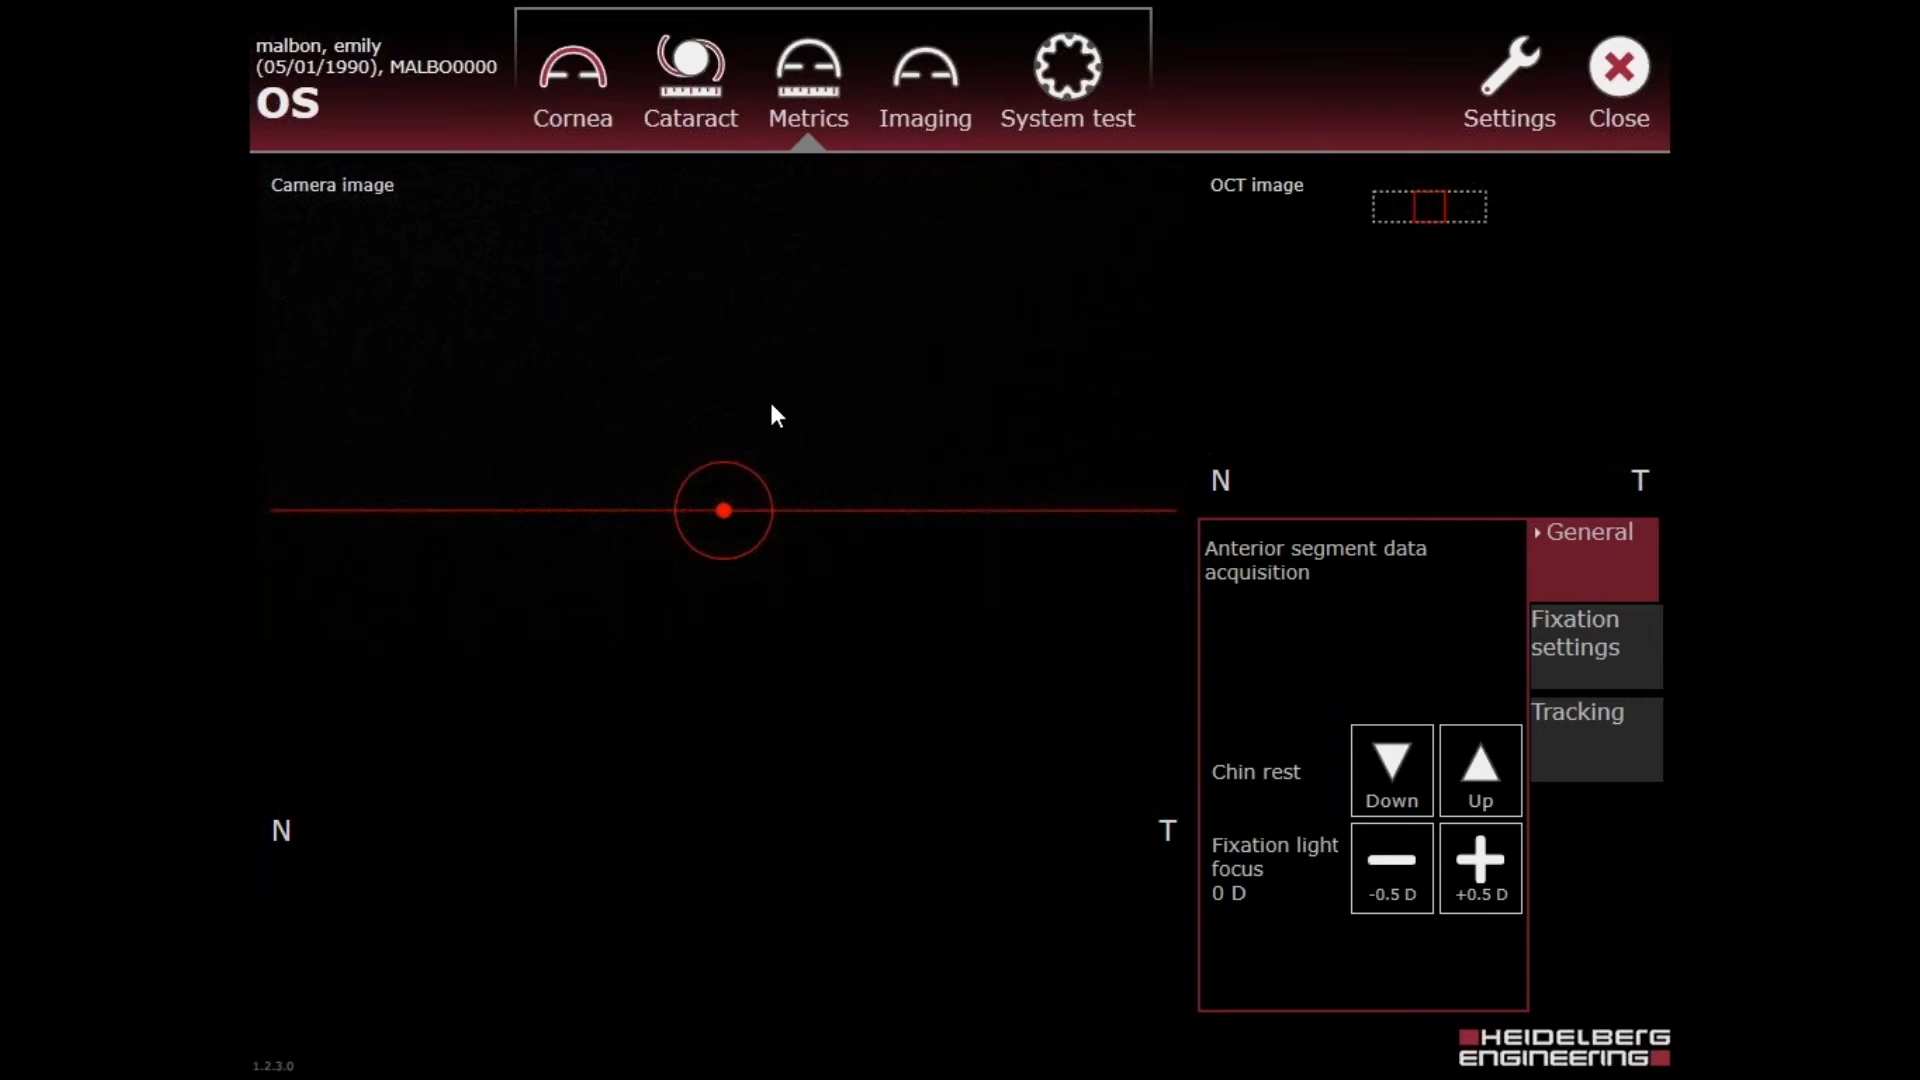 malbon, emily
(05/01/1990), MALBO0000
OS
Cornea
Cataract
Metrics
Imaging
System test
Settings
Close
Camera image
OCT image
N
T
Anterior segment data
acquisition
General
Fixation
settings
Tracking
Chin rest
Down
Up
N
T
Fixation light
focus
0 D
-0.5 D
+0.5 D
HEIDELBERG
ENGINEERING
1.2.3.0